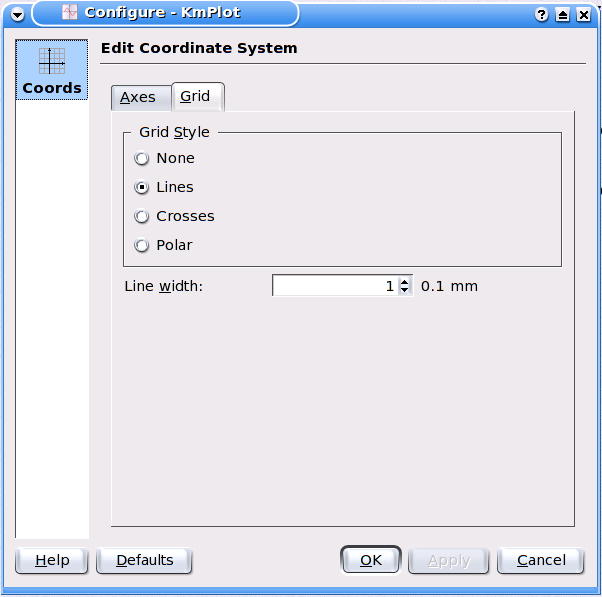 Configure - KmPlot
?
Coords
Edit Coordinate System
Axes Grid
Grid Style
None
Lines
Crosses
Polar
Line width: 1 0.1 mm
Help Defaults OK Apply Cancel